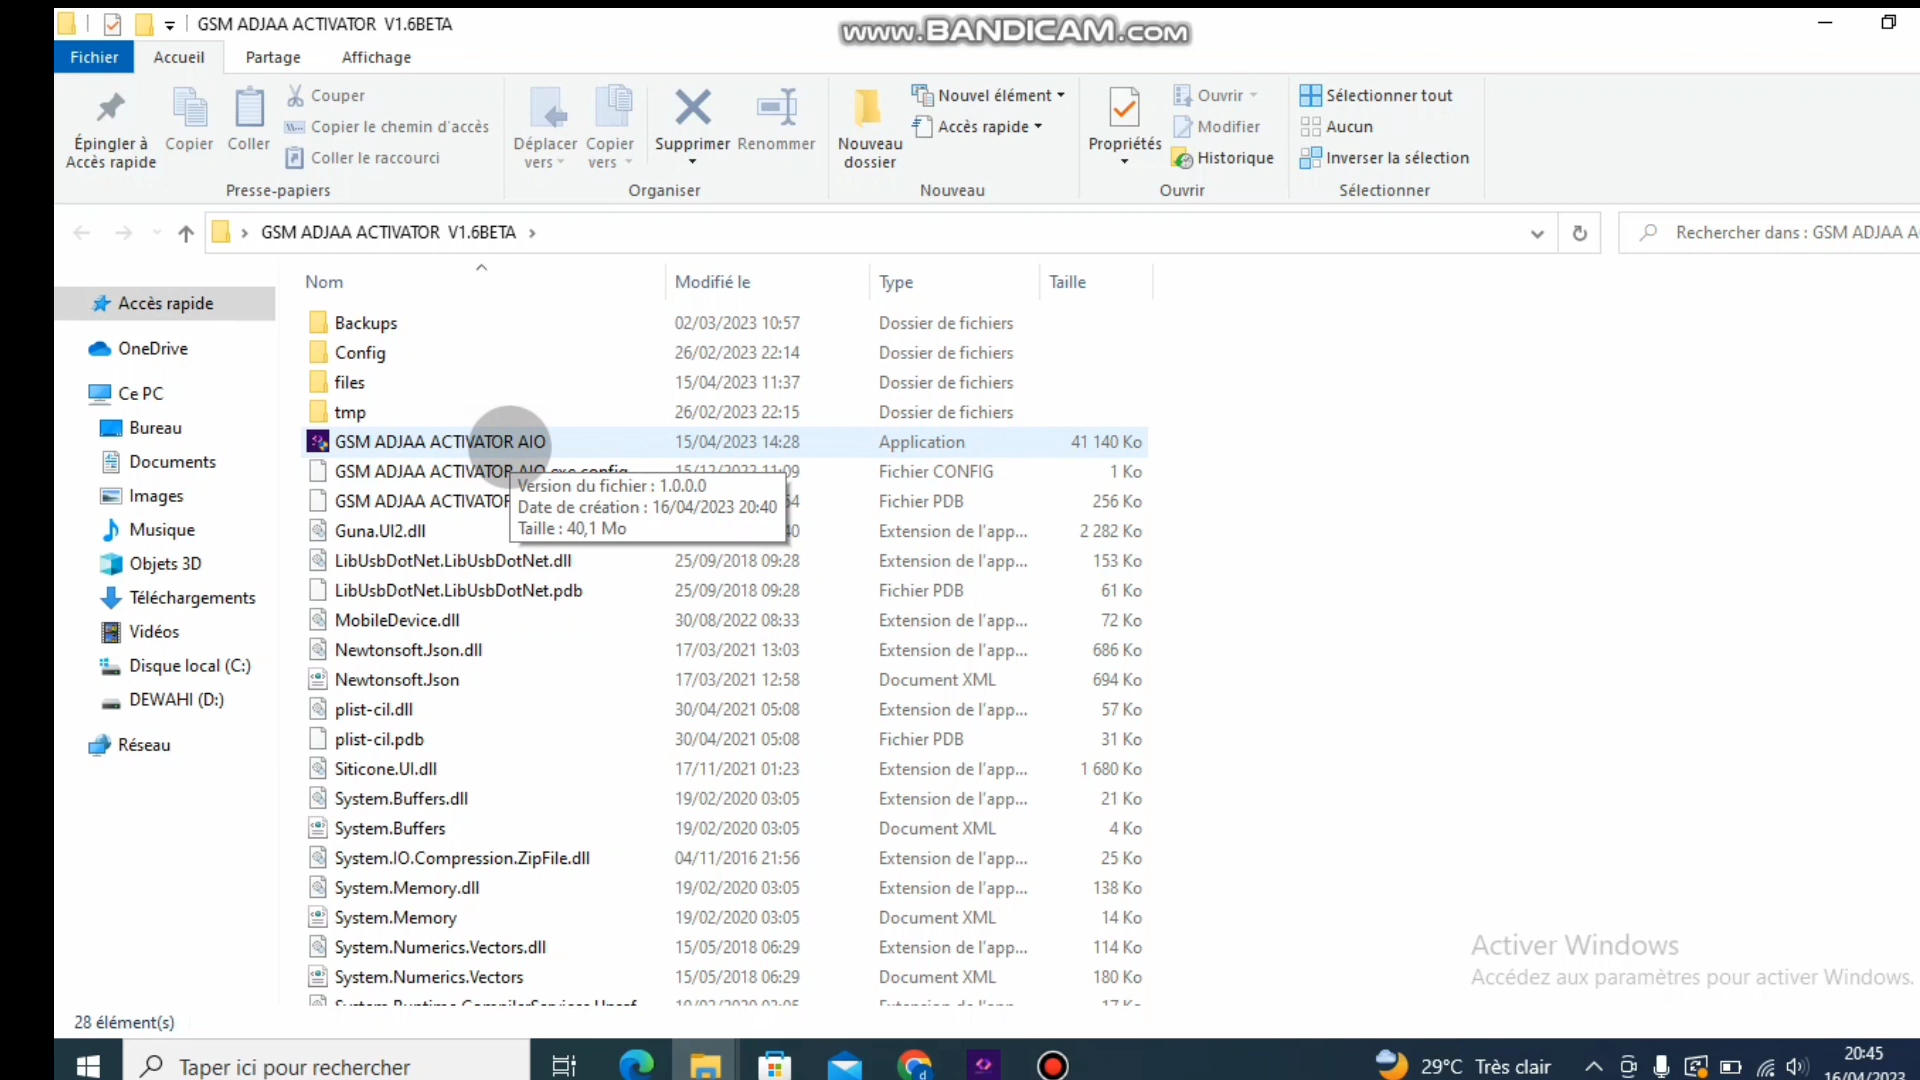 GSM ADJAA ACTIVATOR V1.6BETA
www.BANDICAM.com
Fichier Accueil Partage Affichage
Épingler à Accès rapide
Copier
Coller
Couper
Copier le chemin d'accès
Coller le raccourci
Presse-papiers
Déplacer vers
Copier vers
Supprimer
Renommer
Organiser
Nouveau dossier
Nouvel élément
Accès rapide
Nouveau
Propriétés
Ouvrir
Modifier
Historique
Ouvrir
Sélectionner tout
Aucun
Inverser la sélection
Sélectionner
GSM ADJAA ACTIVATOR V1.6BETA
Rechercher dans : GSM ADJAA
Accès rapide
OneDrive
Ce PC
Bureau
Documents
Images
Musique
Objets 3D
Téléchargements
Vidéos
Disque local (C:)
DEWAHI (D:)
Réseau
Nom Modifié le Type Taille
Backups 02/03/2023 10:57 Dossier de fichiers
Config 26/02/2023 22:14 Dossier de fichiers
files 15/04/2023 11:37 Dossier de fichiers
tmp 26/02/2023 22:15 Dossier de fichiers
GSM ADJAA ACTIVATOR AIO 15/04/2023 14:28 Application 41 140 Ko
GSM ADJAA ACTIVATOR AIO.exe.config 15/12/2022 11:09 Fichier CONFIG 1 Ko
GSM ADJAA ACTIVATOR Fichier PDB 256 Ko
Guna.UI2.dll Extension de l'app... 2 282 Ko
Version du fichier : 1.0.0.0
Date de création : 16/04/2023 20:40
Taille : 40,1 Mo
LibUsbDotNet.LibUsbDotNet.dll 25/09/2018 09:28 Extension de l'app... 153 Ko
LibUsbDotNet.LibUsbDotNet.pdb 25/09/2018 09:28 Fichier PDB 61 Ko
MobileDevice.dll 30/08/2022 08:33 Extension de l'app... 72 Ko
Newtonsoft.Json.dll 17/03/2021 13:03 Extension de l'app... 686 Ko
Newtonsoft.Json 17/03/2021 12:58 Document XML 694 Ko
plist-cil.dll 30/04/2021 05:08 Extension de l'app... 57 Ko
plist-cil.pdb 30/04/2021 05:08 Fichier PDB 31 Ko
Siticone.UI.dll 17/11/2021 01:23 Extension de l'app... 1 680 Ko
System.Buffers.dll 19/02/2020 03:05 Extension de l'app... 21 Ko
System.Buffers 19/02/2020 03:05 Document XML 4 Ko
System.IO.Compression.ZipFile.dll 04/11/2016 21:56 Extension de l'app... 25 Ko
System.Memory.dll 19/02/2020 03:05 Extension de l'app... 138 Ko
System.Memory 19/02/2020 03:05 Document XML 14 Ko
System.Numerics.Vectors.dll 15/05/2018 06:29 Extension de l'app... 114 Ko
System.Numerics.Vectors 15/05/2018 06:29 Document XML 180 Ko
Activer Windows
Accédez aux paramètres pour activer Windows.
28 élément(s)
Taper ici pour rechercher
29°C Très clair
20:45
16/04/2023